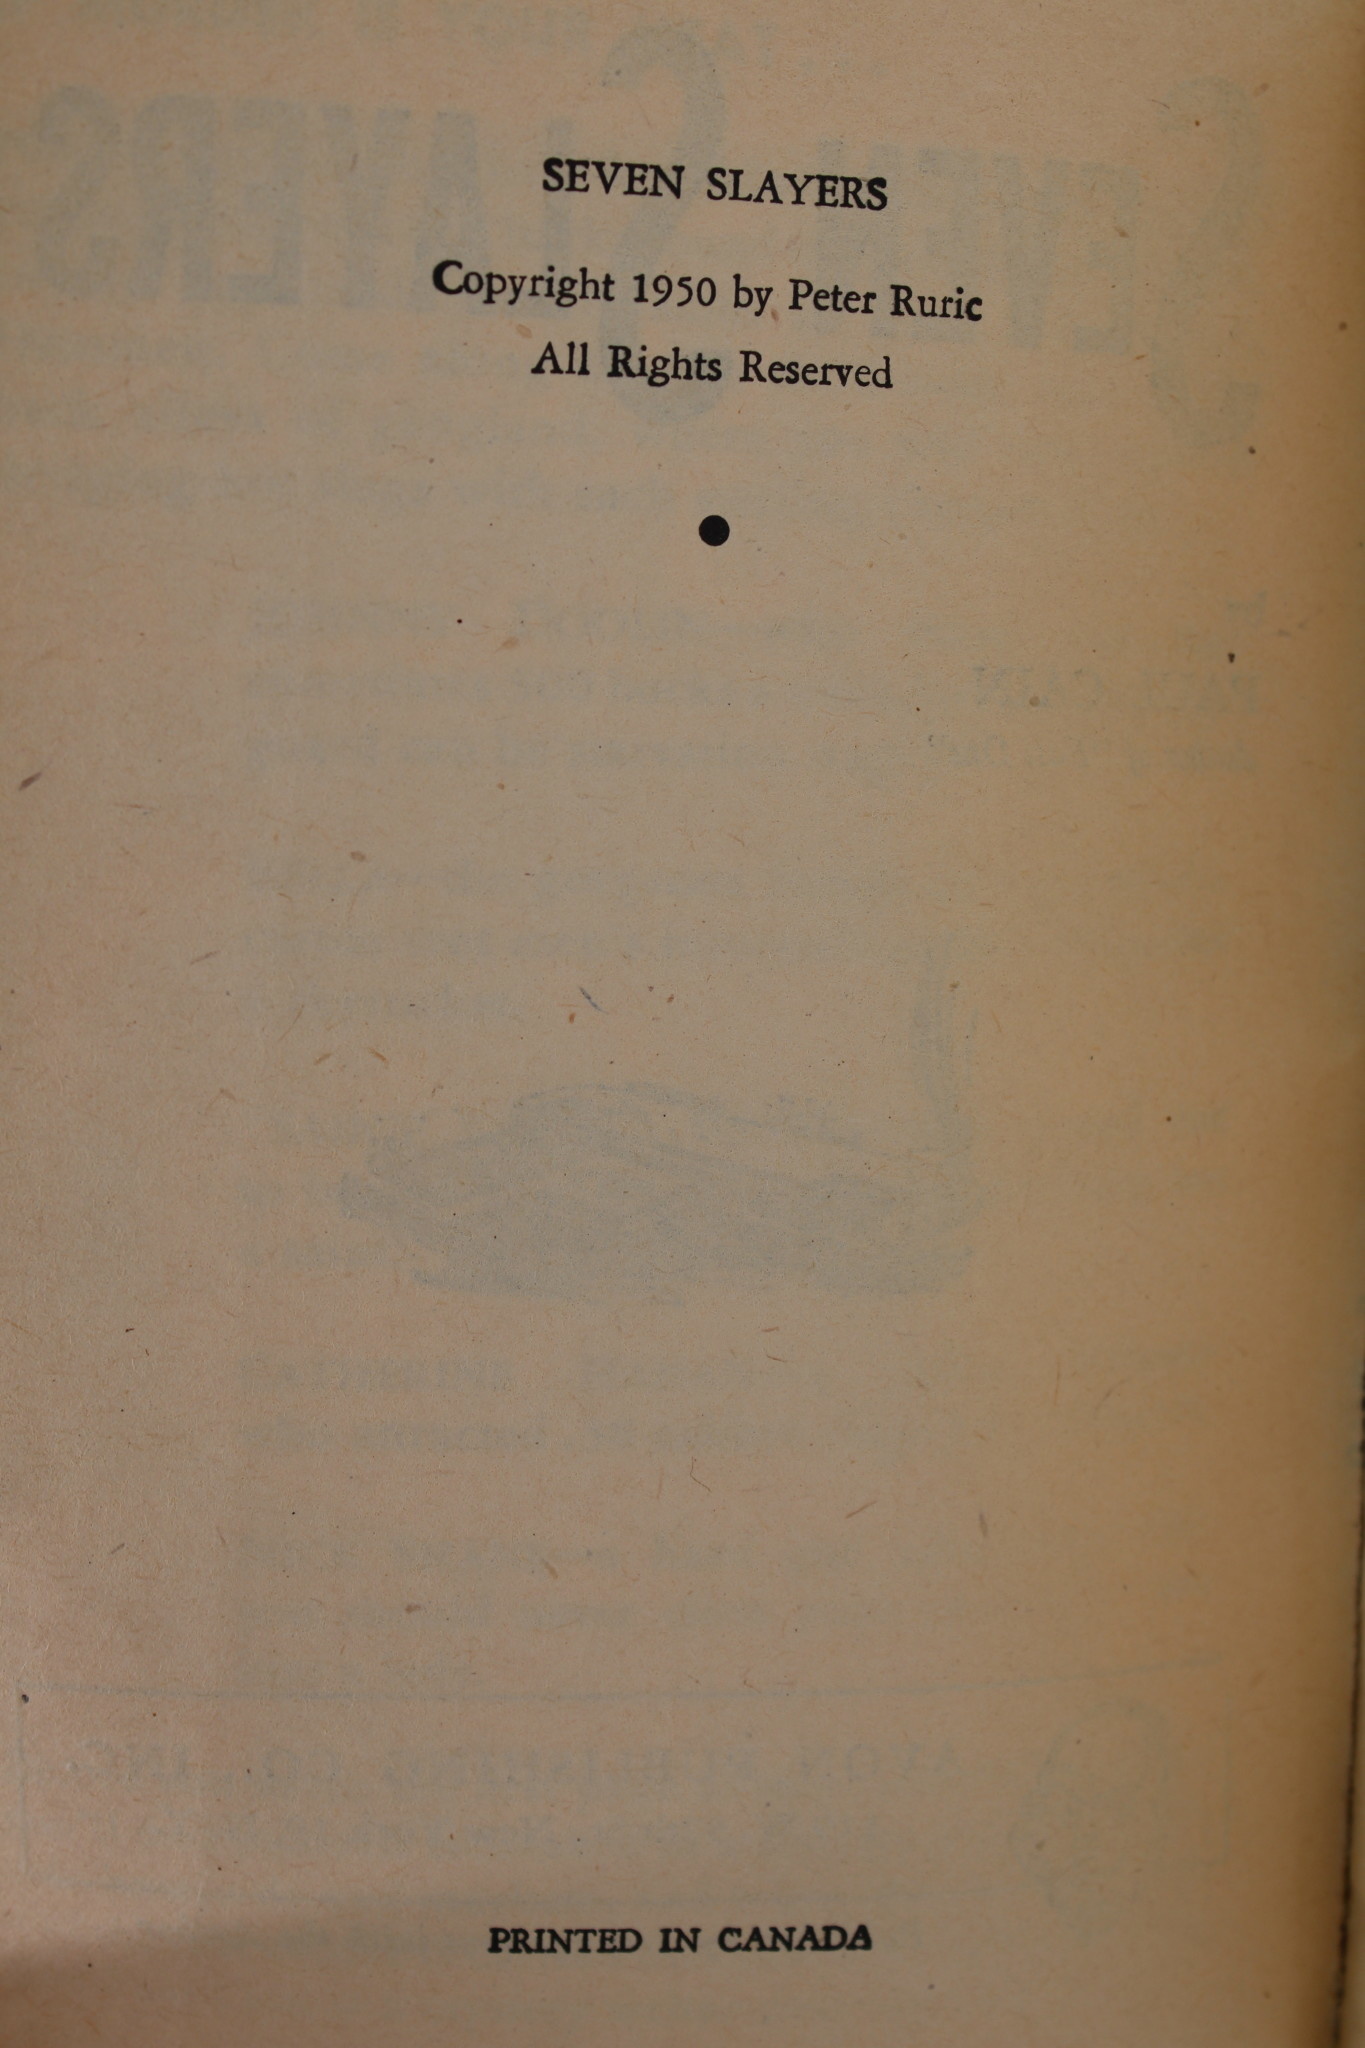 SEVEN SLAYERS
Copyright 1950 by Peter Ruric
All Rights Reserved
PRINTED IN CANADA